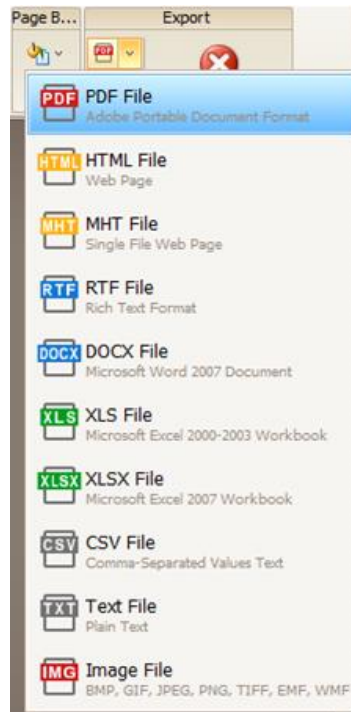 Page B...
Export
PDF
PDF
PDF File
Adobe Portable Document Format
HTML
HTML File
Web Page
MHT
MHT File
Single File Web Page
RTF
RTF File
Rich Text Format
DOCX
DOCX File
Microsoft Word 2007 Document
XLS
XLS File
Microsoft Excel 2000-2003 Workbook
XLSX
XLSX File
Microsoft Excel 2007 Workbook
CSV
CSV File
Comma-Separated Values Text
TXT
Text File
Plain Text
IMG
Image File
BMP, GIF, JPEG, PNG, TIFF, EMF, WMF